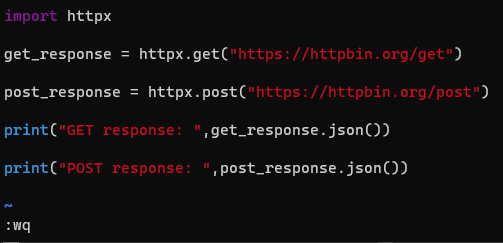 import httpx
get_response = httpx.get("https://httpbin.org/get")
post_response = httpx.post("https://httpbin.org/post")
print("GET response: ",get_response.json())
print("POST response: ",post_response.json())
~
:wq